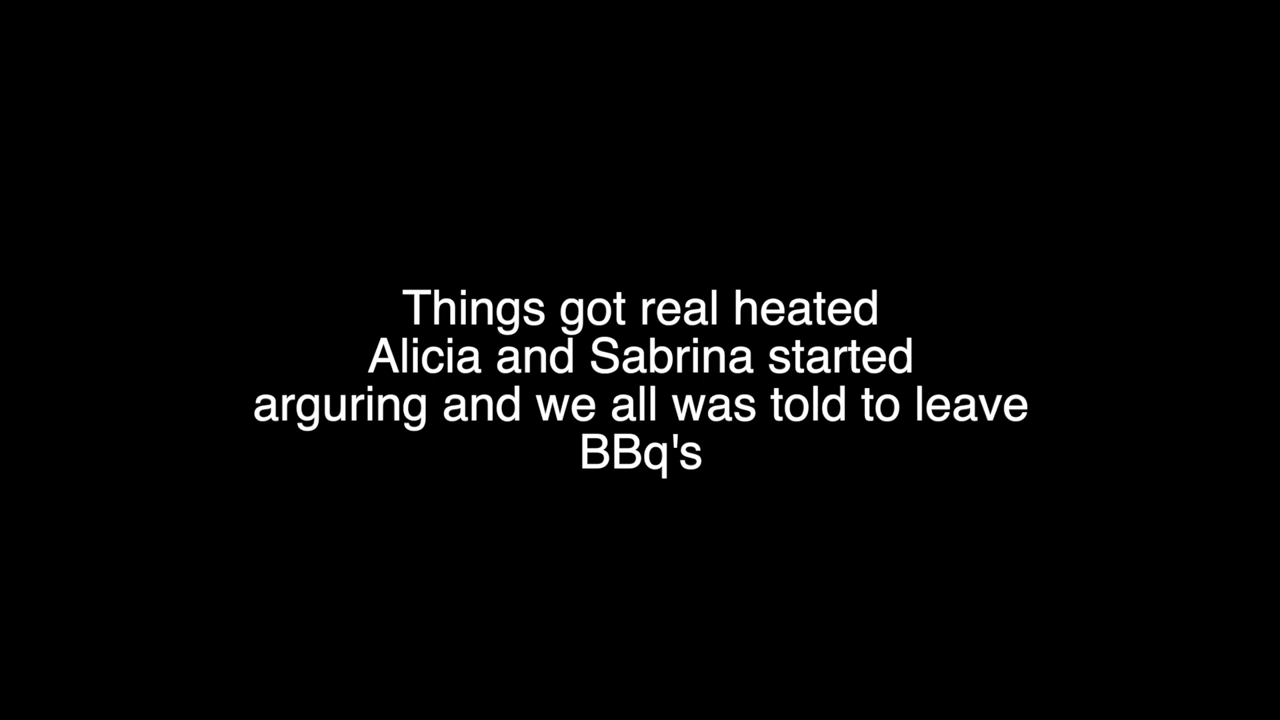 Things got real heated
Alicia and Sabrina started
arguring and we all was told to leave
BBq's